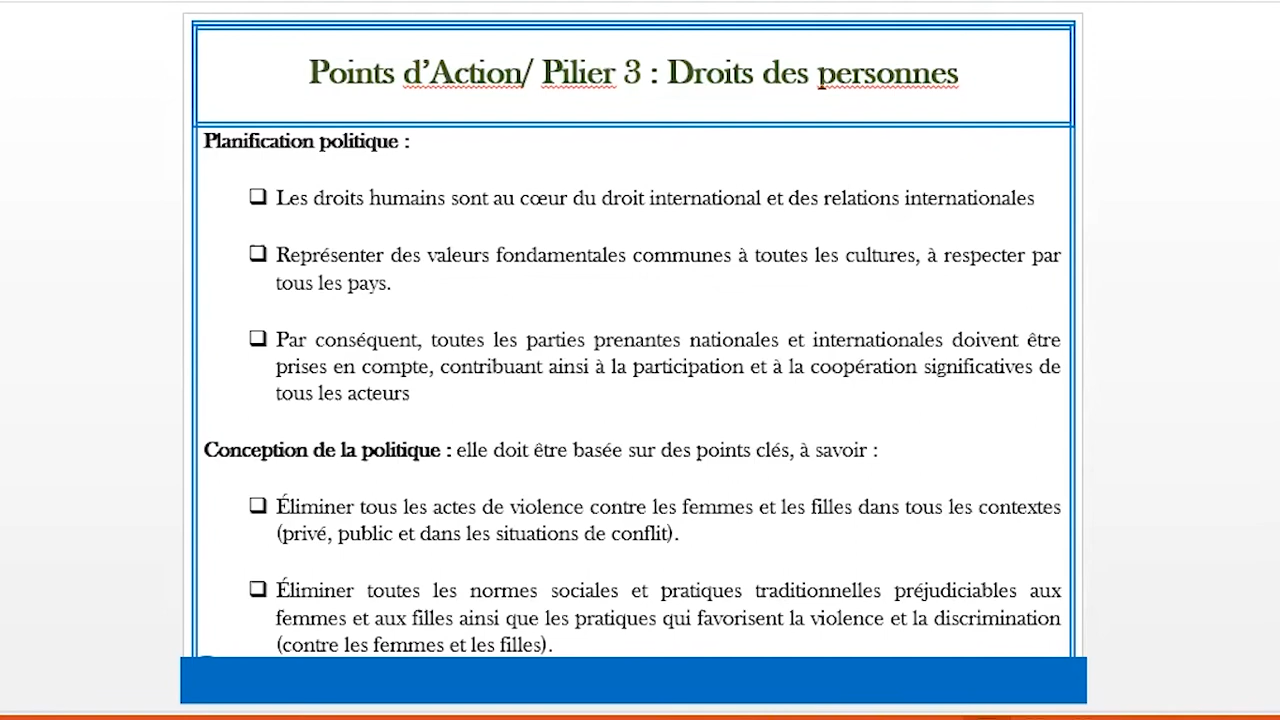 Points d’Action/ Pilier 3 : Droits des personnes
Planification politique :
❑ Les droits humains sont au cœur du droit international et des relations internationales
❑ Représenter des valeurs fondamentales communes à toutes les cultures, à respecter par
tous les pays.
❑ Par conséquent, toutes les parties prenantes nationales et internationales doivent être
prises en compte, contribuant ainsi à la participation et à la coopération significatives de
tous les acteurs
Conception de la politique : elle doit être basée sur des points clés, à savoir :
❑ Éliminer tous les actes de violence contre les femmes et les filles dans tous les contextes
(privé, public et dans les situations de conflit).
❑ Éliminer toutes les normes sociales et pratiques traditionnelles préjudiciables aux
femmes et aux filles ainsi que les pratiques qui favorisent la violence et la discrimination
(contre les femmes et les filles).